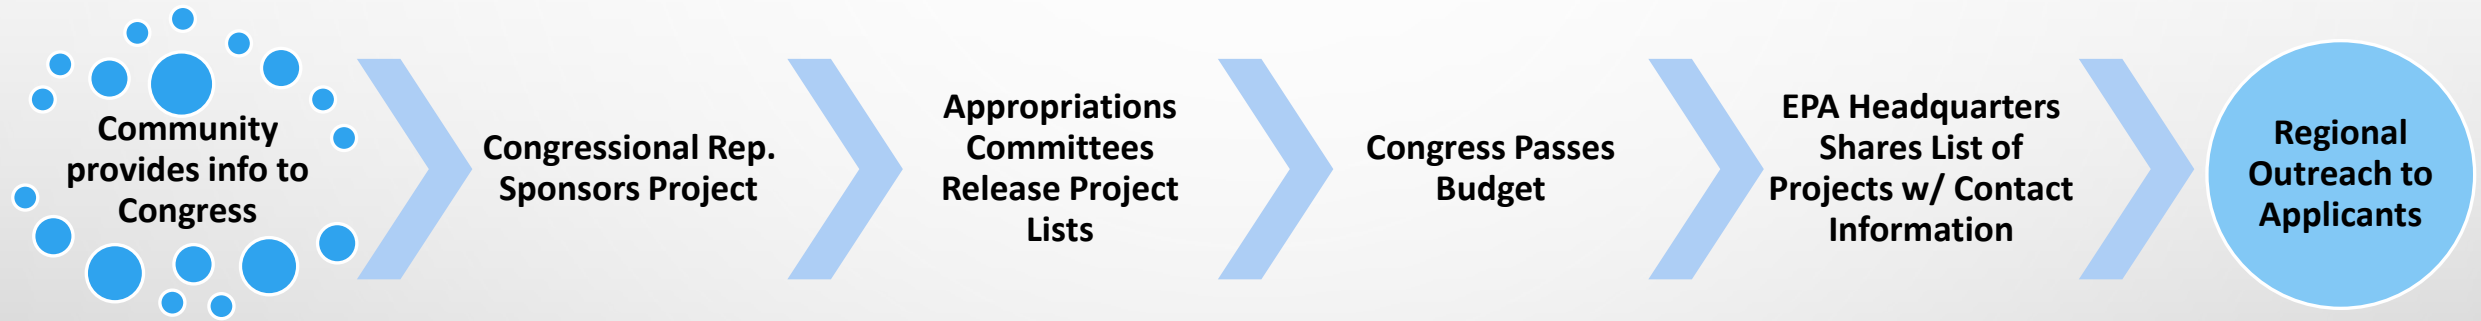 Community
provides info to
Congress
Congressional Rep.
Sponsors Project
Appropriations
Committees
Release Project
Lists
Congress Passes
Budget
EPA Headquarters
Shares List of
Projects w/ Contact
Information
Regional
Outreach to
Applicants